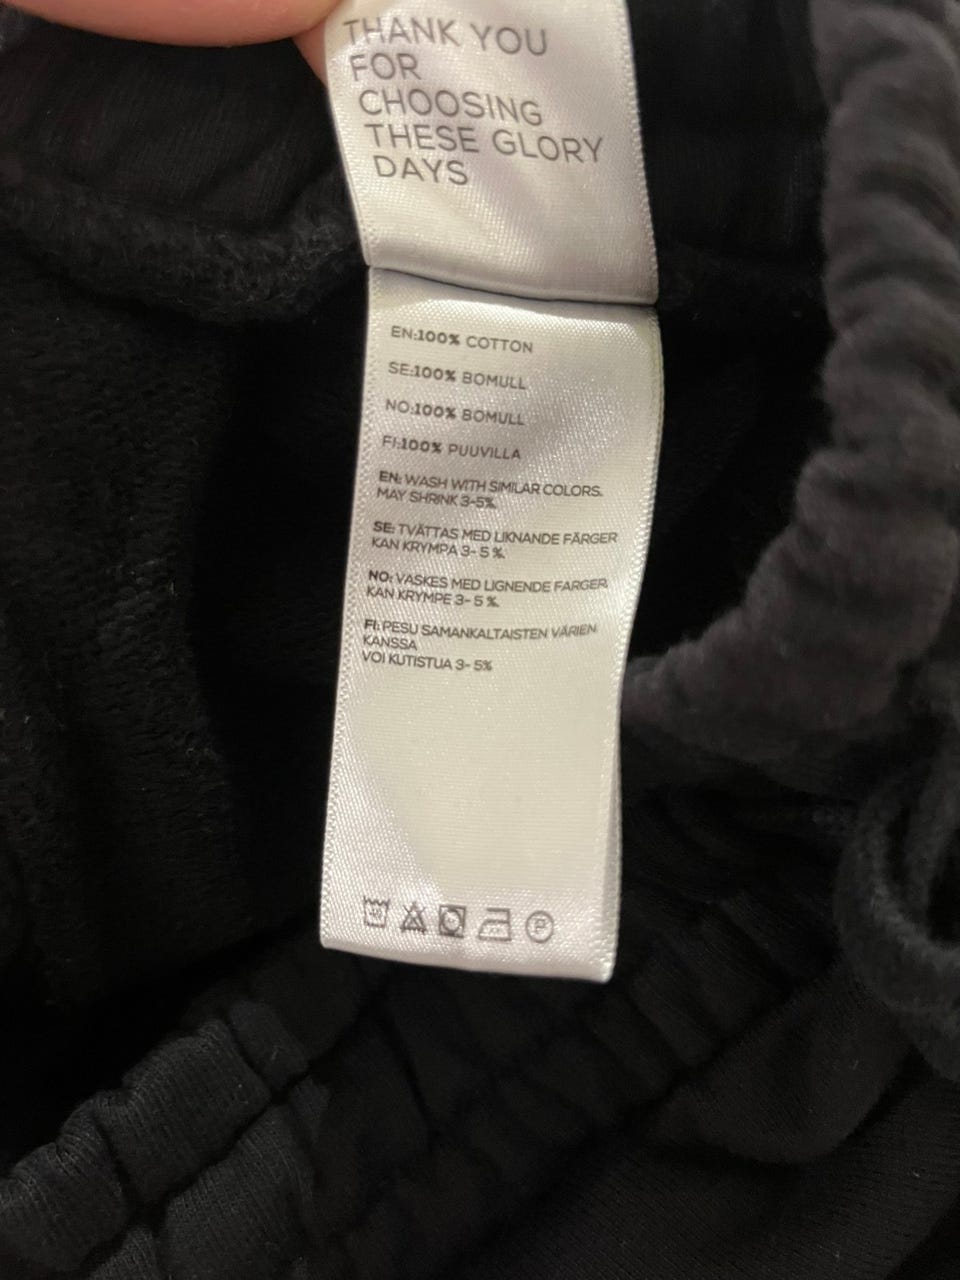 THANK YOU
FOR
CHOOSING
THESE GLORY
DAYS
EN:100% COTTON
SE:100% BOMULL
NO:100% BOMULL
FI:100% PUUVILLA
EN: WASH WITH SIMILAR COLORS.
MAY SHRINK 3-5%.
SE: TVÄTTAS MED LIKNANDE FÄRGER
KAN KRYMPA 3- 5 %.
NO: VASKES MED LIGNENDE FARGER.
KAN KRYMPE 3- 5 %.
FI: PESU SAMANKALTAISTEN VÄRIEN
KANSSA
VOI KUTISTUA 3- 5%
P